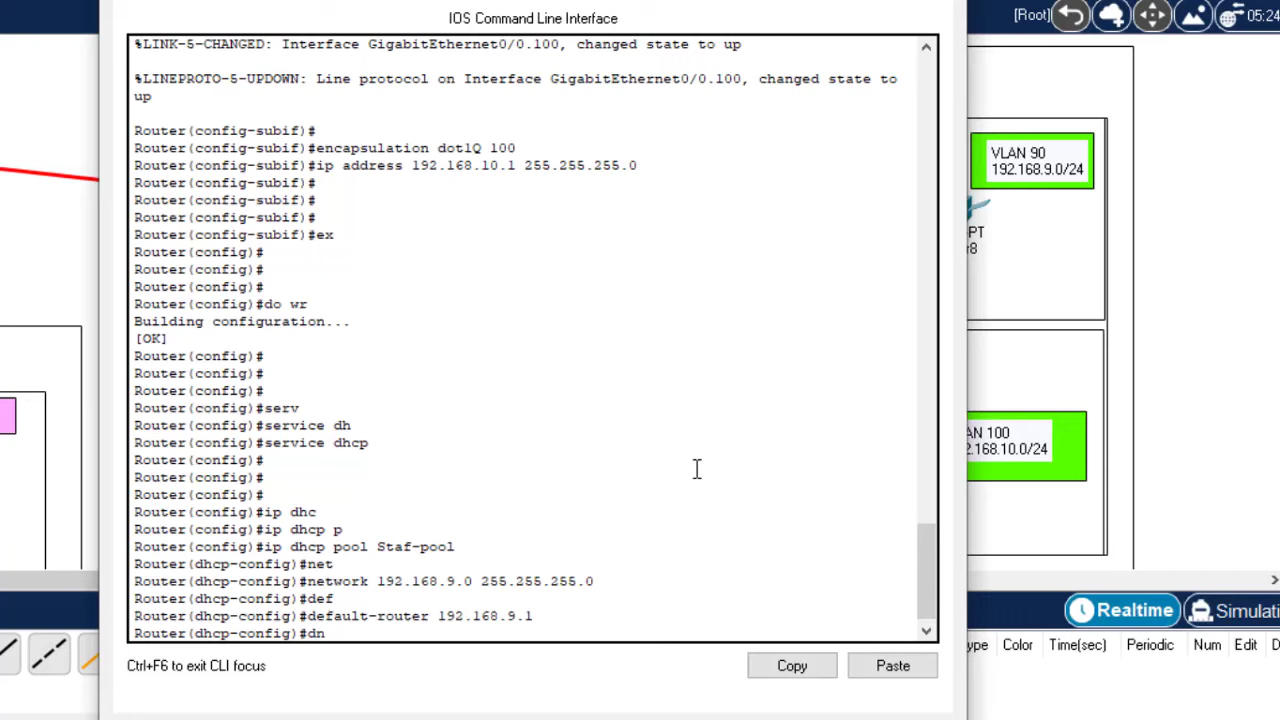 IOS Command Line Interface
[Root]
05:24
%LINK-5-CHANGED: Interface GigabitEthernet0/0.100, changed state to up
%LINEPROTO-5-UPDOWN: Line protocol on Interface GigabitEthernet0/0.100, changed state to
up
Router(config-subif)#
Router(config-subif)#encapsulation dot1Q 100
Router(config-subif)#ip address 192.168.10.1 255.255.255.0
Router(config-subif)#
Router(config-subif)#
Router(config-subif)#
Router(config-subif)#ex
Router(config)#
Router(config)#
Router(config)#
Router(config)#do wr
Building configuration...
[OK]
Router(config)#
Router(config)#
Router(config)#
Router(config)#serv
Router(config)#service dh
Router(config)#service dhcp
Router(config)#
Router(config)#
Router(config)#
Router(config)#ip dhc
Router(config)#ip dhcp p
Router(config)#ip dhcp pool Staf-pool
Router(dhcp-config)#net
Router(dhcp-config)#network 192.168.9.0 255.255.255.0
Router(dhcp-config)#def
Router(dhcp-config)#default-router 192.168.9.1
Router(dhcp-config)#dn
Ctrl+F6 to exit CLI focus
Copy
Paste
VLAN 90
192.168.9.0/24
PT
r8
AN 100
2.168.10.0/24
Realtime
Simulati
ype Color Time(sec) Periodic Num Edit D